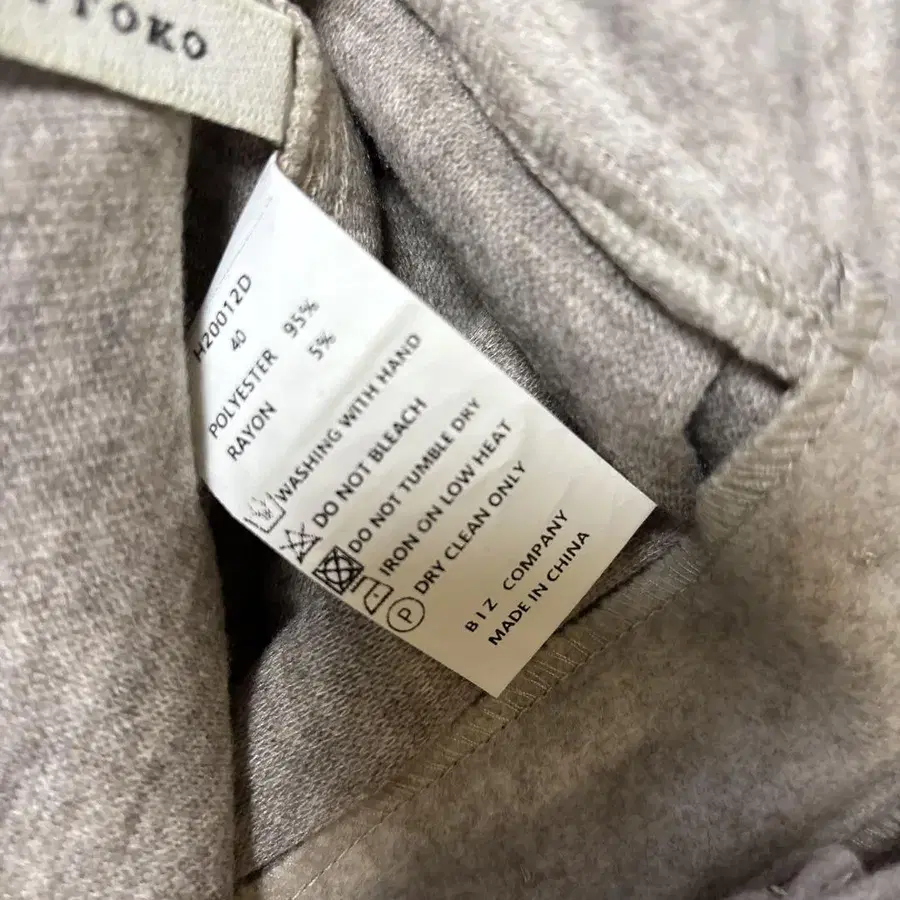 H20012D
40
POLYESTER 95%
RAYON 5%
WASHING WITH HAND
DO NOT BLEACH
DO NOT TUMBLE DRY
IRON ON LOW HEAT
P DRY CLEAN ONLY
BIZ COMPANY
MADE IN CHINA